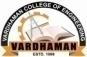 VARDHAMAN COLLEGE OF ENGINEERING
VARDHAMAN
ESTD. 1999